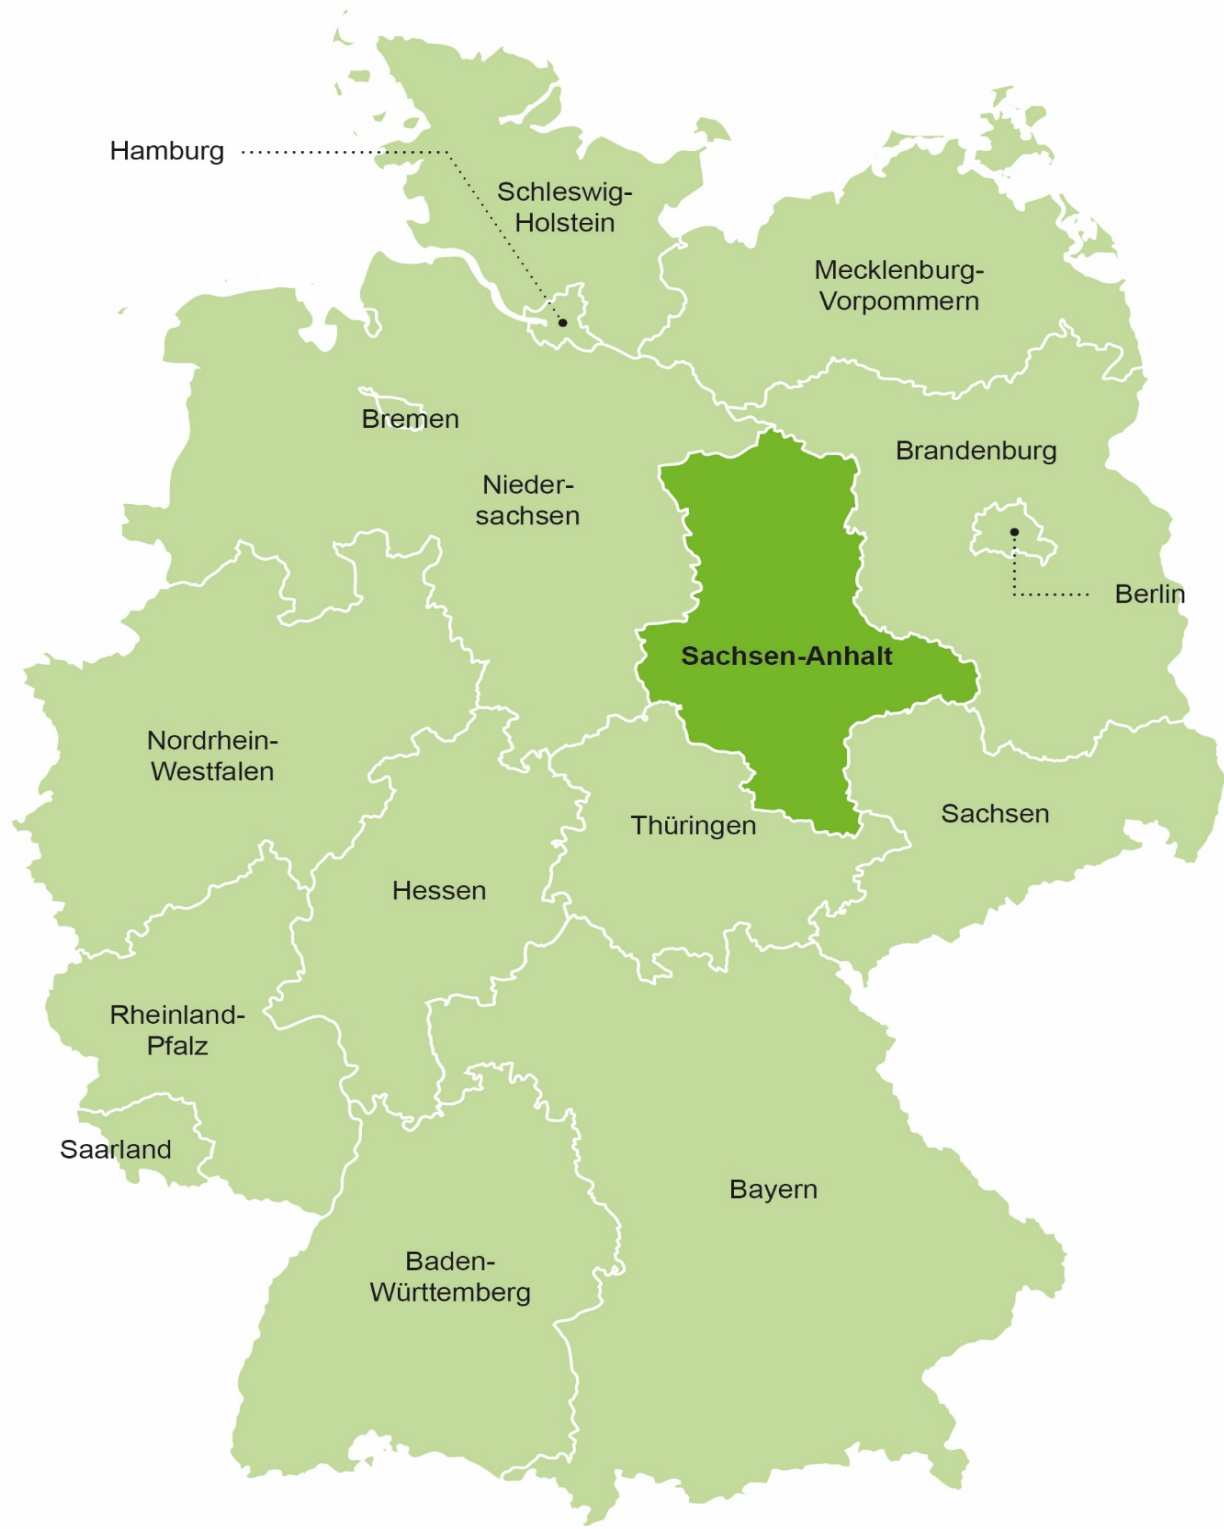 Hamburg
Schleswig-
Holstein
Mecklenburg-
Vorpommern
Bremen
Brandenburg
Nieder-
sachsen
Berlin
Sachsen-Anhalt
Nordrhein-
Westfalen
Thüringen
Sachsen
Hessen
Rheinland-
Pfalz
Saarland
Bayern
Baden-
Württemberg